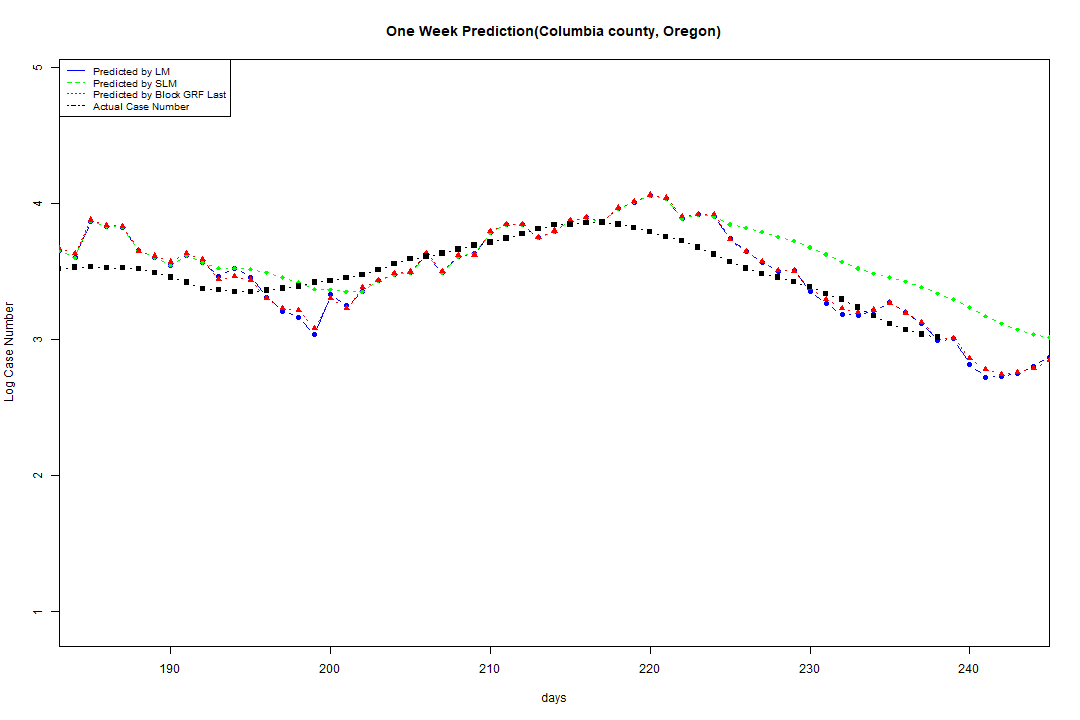 One Week Prediction(Columbia county, Oregon)
Predicted by LM
Predicted by SLM
Predicted by Block GRF Last
Actual Case Number
5
4
3
2
1
Log Case Number
190 200 210 220 230 240
days